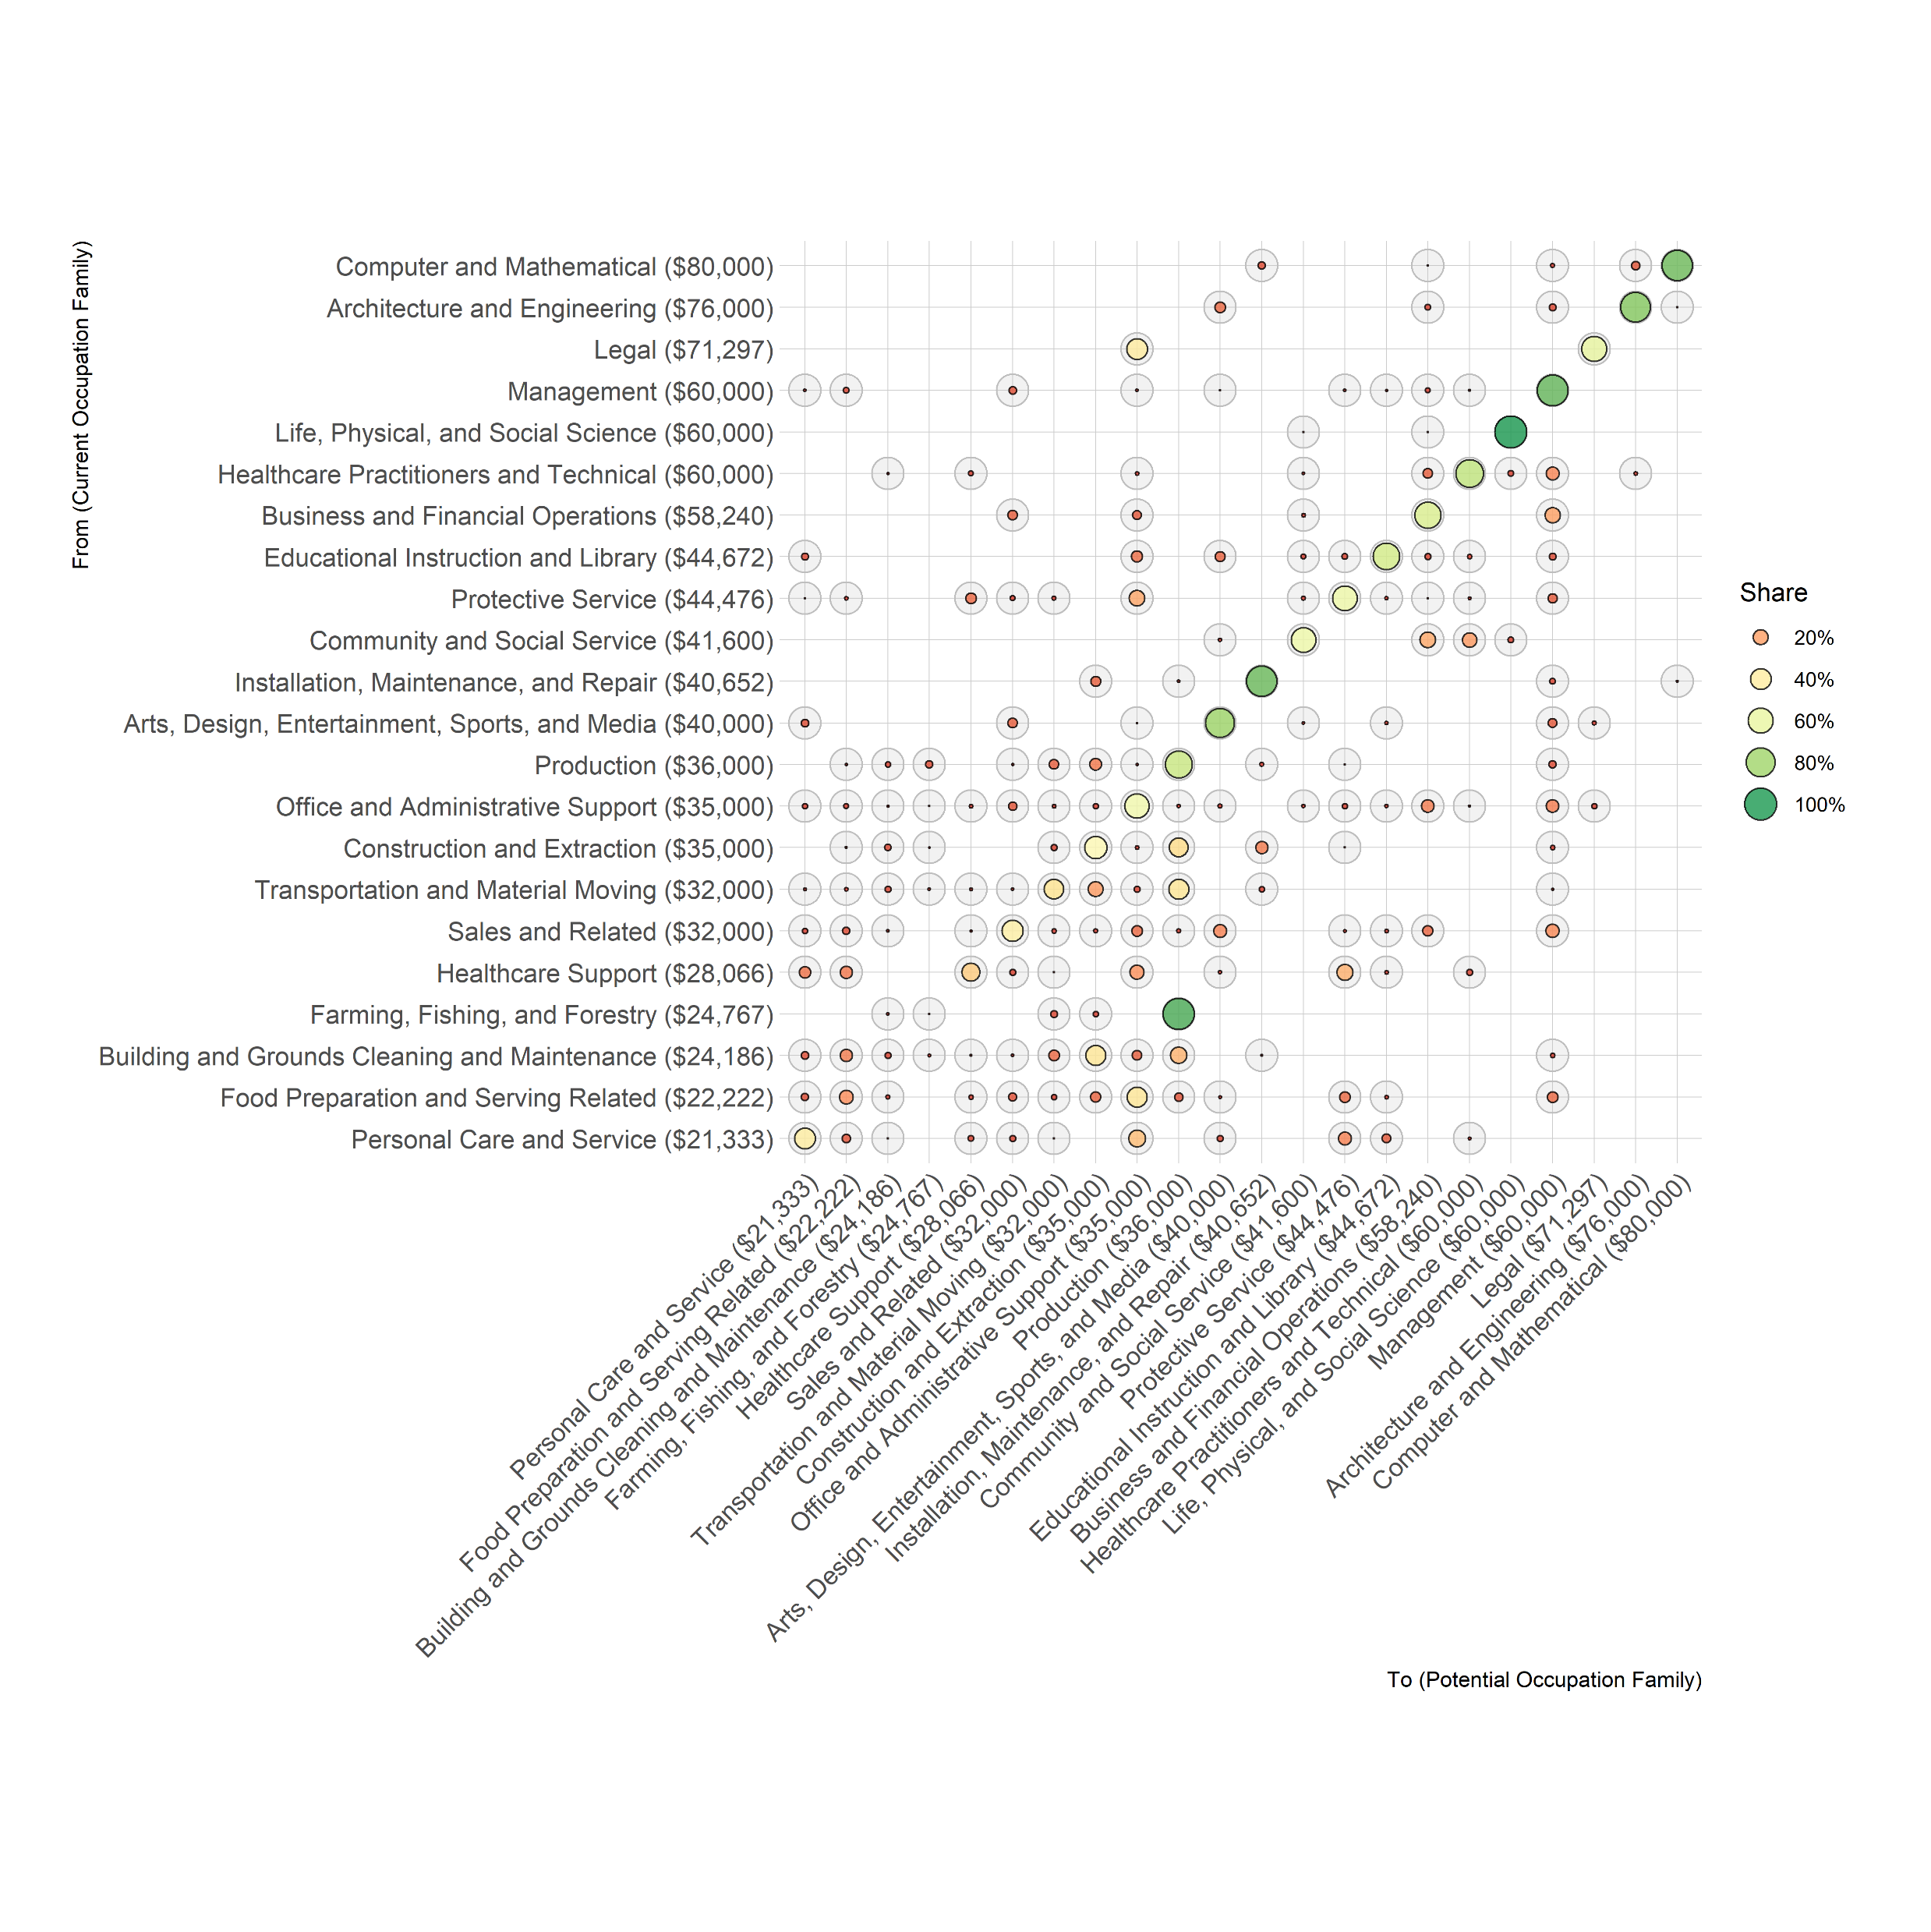 From (Current Occupation Family)
Computer and Mathematical ($80,000)
Architecture and Engineering ($76,000)
Legal ($71,297)
Management ($60,000)
Life, Physical, and Social Science ($60,000)
Healthcare Practitioners and Technical ($60,000)
Business and Financial Operations ($58,240)
Educational Instruction and Library ($44,672)
Protective Service ($44,476)
Community and Social Service ($41,600)
Installation, Maintenance, and Repair ($40,652)
Arts, Design, Entertainment, Sports, and Media ($40,000)
Production ($36,000)
Office and Administrative Support ($35,000)
Construction and Extraction ($35,000)
Transportation and Material Moving ($32,000)
Sales and Related ($32,000)
Healthcare Support ($28,066)
Farming, Fishing, and Forestry ($24,767)
Building and Grounds Cleaning and Maintenance ($24,186)
Food Preparation and Serving Related ($22,222)
Personal Care and Service ($21,333)
Share
20%
40%
60%
80%
100%
Personal Care and Service ($21,333)
Food Preparation and Serving Related ($22,222)
Building and Grounds Cleaning and Maintenance ($24,186)
Farming, Fishing, and Forestry ($24,767)
Healthcare Support ($28,066)
Sales and Related ($32,000)
Transportation and Material Moving ($32,000)
Construction and Extraction ($35,000)
Office and Administrative Support ($35,000)
Production ($36,000)
Arts, Design, Entertainment, Sports, and Media ($40,000)
Installation, Maintenance, and Repair ($40,652)
Community and Social Service ($41,600)
Protective Service ($44,476)
Educational Instruction and Library ($44,672)
Business and Financial Operations ($58,240)
Healthcare Practitioners and Technical ($60,000)
Life, Physical, and Social Science ($60,000)
Management ($60,000)
Legal ($71,297)
Architecture and Engineering ($76,000)
Computer and Mathematical ($80,000)
To (Potential Occupation Family)